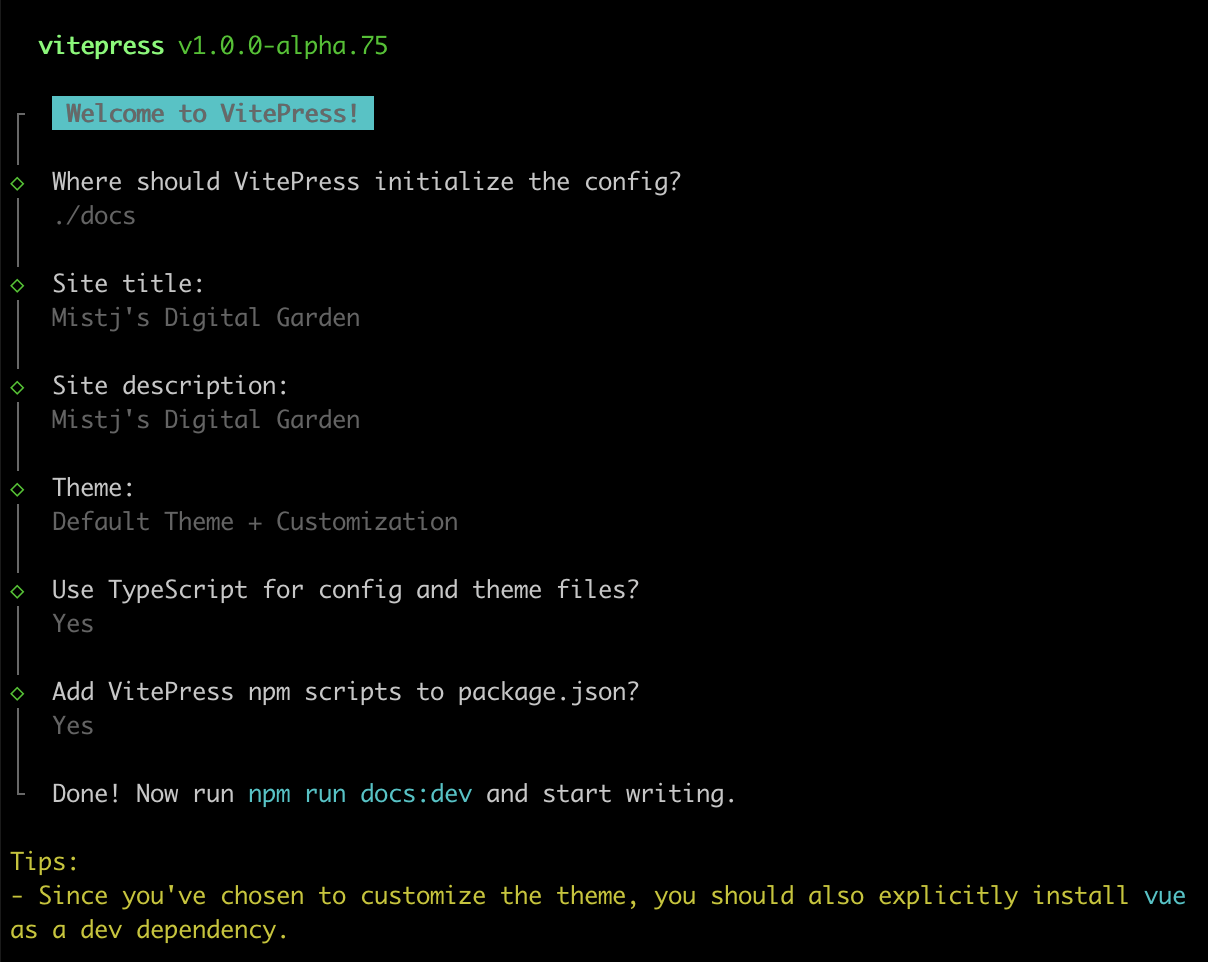 vitepress v1.0.0-alpha.75
Welcome to VitePress!
Where should VitePress initialize the config?
./docs
Site title:
Mistj's Digital Garden
Site description:
Mistj's Digital Garden
Theme:
Default Theme + Customization
Use TypeScript for config and theme files?
Yes
Add VitePress npm scripts to package.json?
Yes
Done! Now run npm run docs:dev and start writing.
Tips:
- Since you've chosen to customize the theme, you should also explicitly install vue
as a dev dependency.